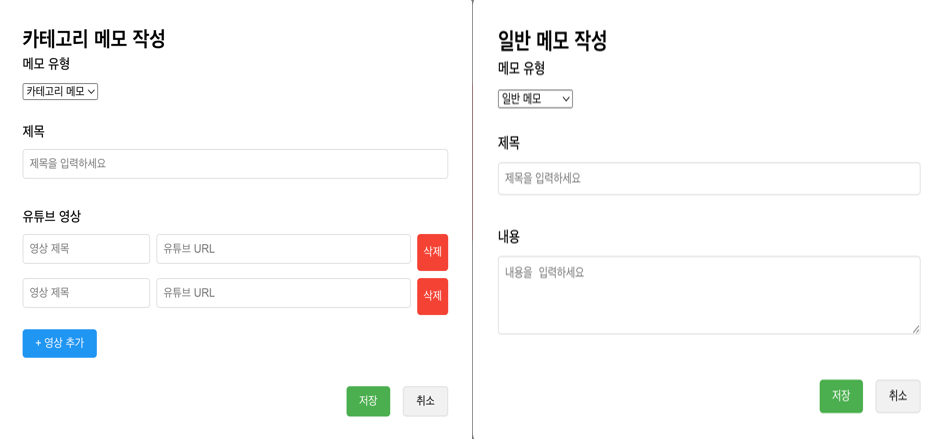 카테고리 메모 작성
메모 유형
카테고리 메모
제목
제목을 입력하세요
유튜브 영상
영상 제목 유튜브 URL 삭제
영상 제목 유튜브 URL 삭제
+ 영상 추가
저장 취소
일반 메모 작성
메모 유형
일반 메모
제목
제목을 입력하세요
내용
내용을 입력하세요
저장 취소